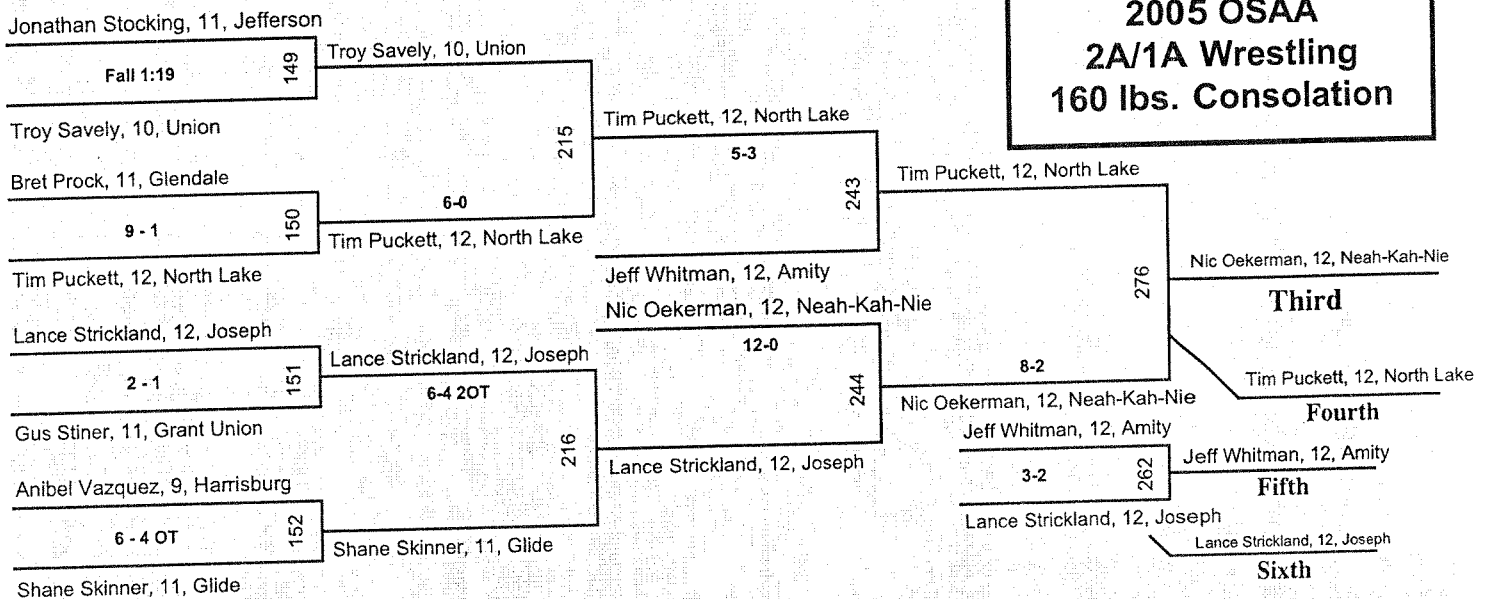 2005 OSAA
2A/1A Wrestling
160 lbs. Consolation
Jonathan Stocking, 11, Jefferson
Fall 1:19
149
Troy Savely, 10, Union
Troy Savely, 10, Union
Bret Prock, 11, Glendale
9 - 1
150
Tim Puckett, 12, North Lake
Lance Strickland, 12, Joseph
2 - 1
151
Gus Stiner, 11, Grant Union
Anibel Vazquez, 9, Harrisburg
6 - 4 OT
152
Shane Skinner, 11, Glide
215
6-0
Tim Puckett, 12, North Lake
Lance Strickland, 12, Joseph
6-4 2OT
216
Shane Skinner, 11, Glide
Tim Puckett, 12, North Lake
5-3
243
Jeff Whitman, 12, Amity
Nic Oekerman, 12, Neah-Kah-Nie
12-0
244
Lance Strickland, 12, Joseph
Tim Puckett, 12, North Lake
276
8-2
Nic Oekerman, 12, Neah-Kah-Nie
Nic Oekerman, 12, Neah-Kah-Nie
Third
Tim Puckett, 12, North Lake
Fourth
Jeff Whitman, 12, Amity
3-2
262
Lance Strickland, 12, Joseph
Jeff Whitman, 12, Amity
Fifth
Lance Strickland, 12, Joseph
Sixth